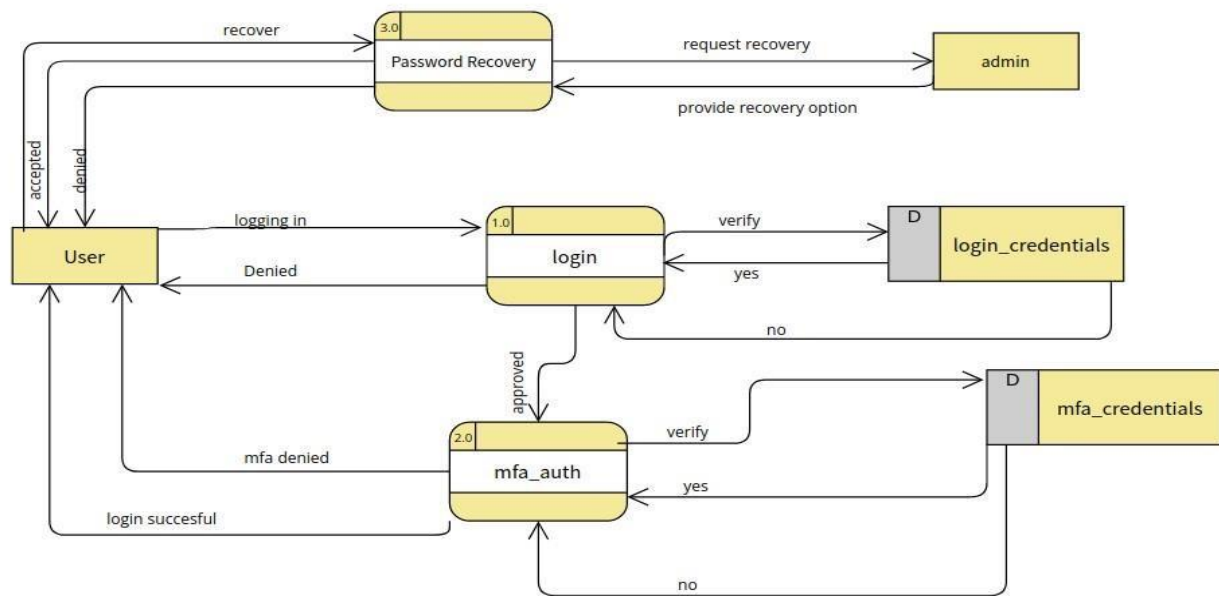 recover
3.0
Password Recovery
request recovery
admin
provide recovery option
accepted
denied
User
logging in
1.0
login
Denied
verify
yes
D
login_credentials
no
approved
2.0
mfa_auth
verify
D
mfa_credentials
mfa denied
yes
login succesful
no